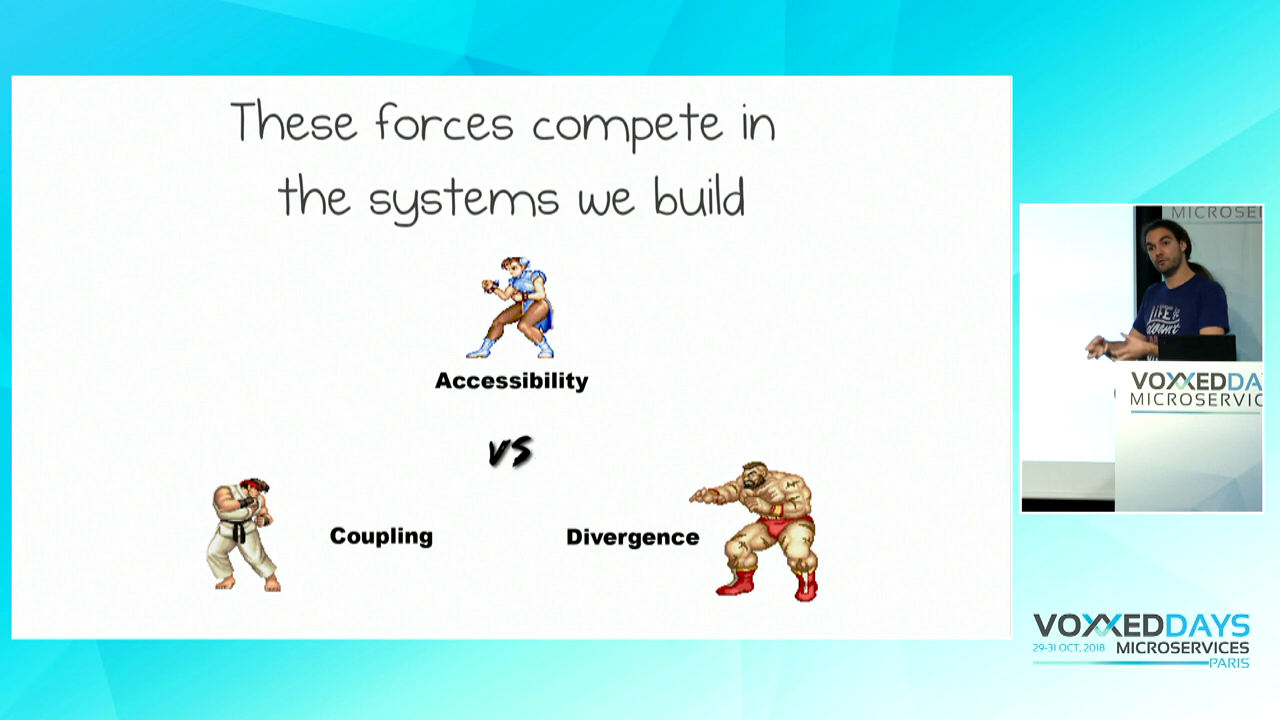 These forces compete in
the systems we build
Accessibility
VS
Coupling
Divergence
MICROSE
LIFE
VOXXEDDA
MICROSERVIC
VOXXEDDAYS
29-31 OCT, 2018 MICROSERVICES
PARIS